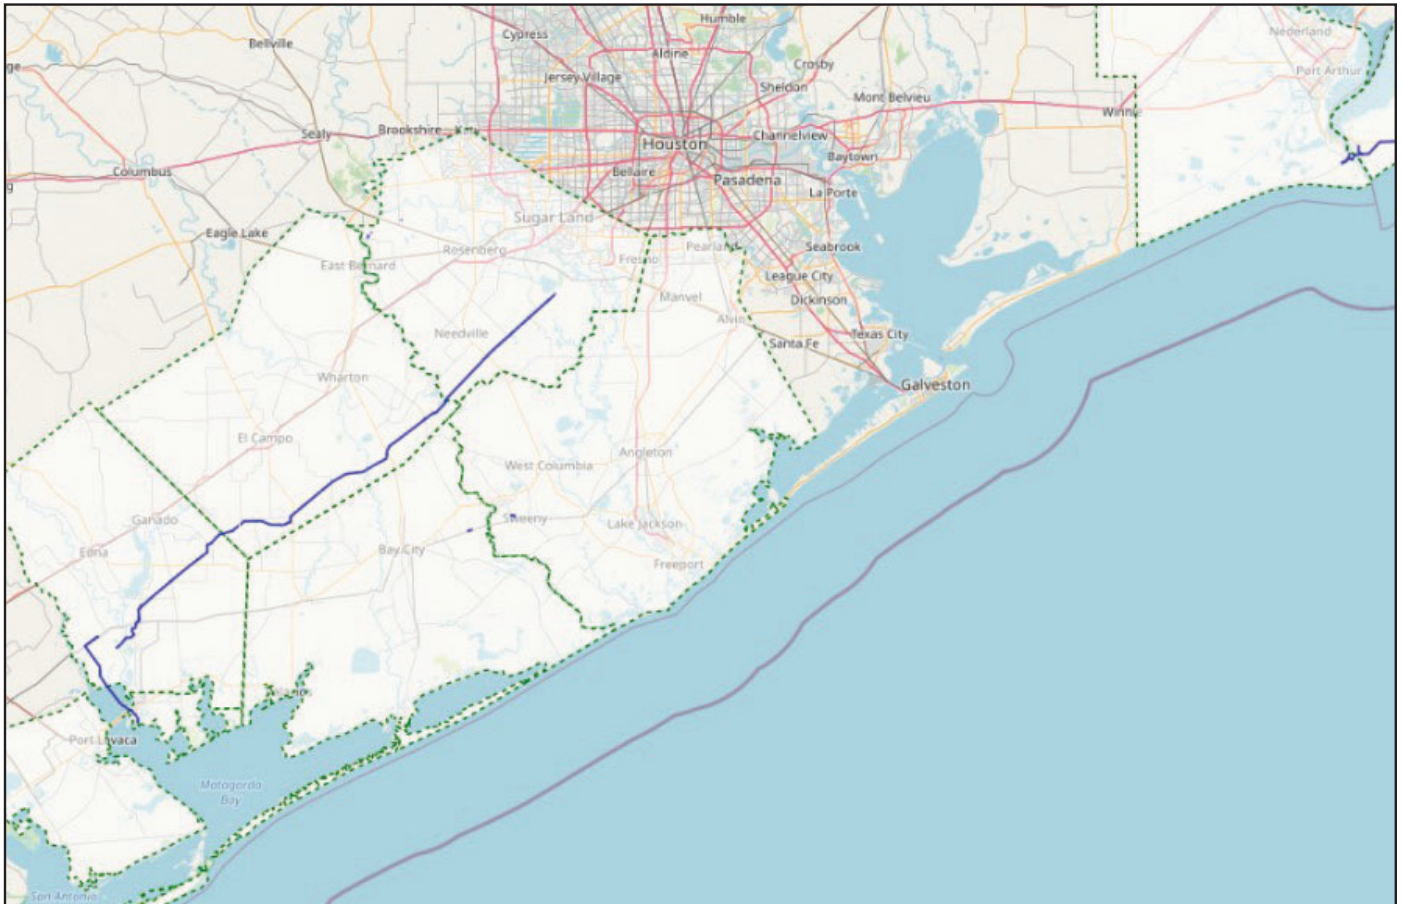 Humble
Cypress
Nederland
Bellville
Aldine
Crosby
Port Arthur
ge
Jersey Village
Sheldon
Mont Belvieu
Winnie
Sealy
Brookshire
Katy
Channelview
Houston
Baytown
Columbus
Bellaire
Pasadena
La Porte
g
Sugar Land
Eagle Lake
Rosenberg
Pearland
Seabrook
East Bernard
Fresno
League City
Manvel
Dickinson
Alvin
Needville
Texas City
Santa Fe
Wharton
Galveston
El Campo
Angleton
West Columbia
Ganado
Sweeny
Lake Jackson
Edna
Bay City
Freeport
Palacios
Port Lavaca
Matagorda
Bay
San Antonio